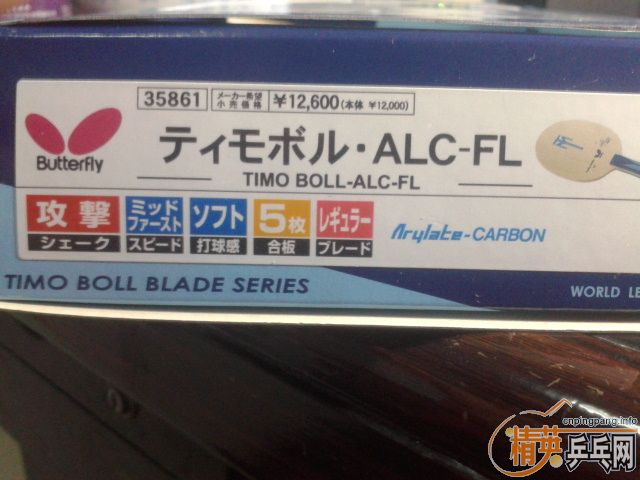 35861 メーカー希望小売価格 ¥12,600(本体 ¥12,000)
Butterfly
ティモボル・ALC-FL
TIMO BOLL-ALC-FL
攻撃 ミッドファースト ソフト 5枚 レギュラー
シェーク スピード 打球感 合板 ブレード
Arylate-CARBON
TIMO BOLL BLADE SERIES
WORLD LE
cnpingpang.info
精英乒乓网